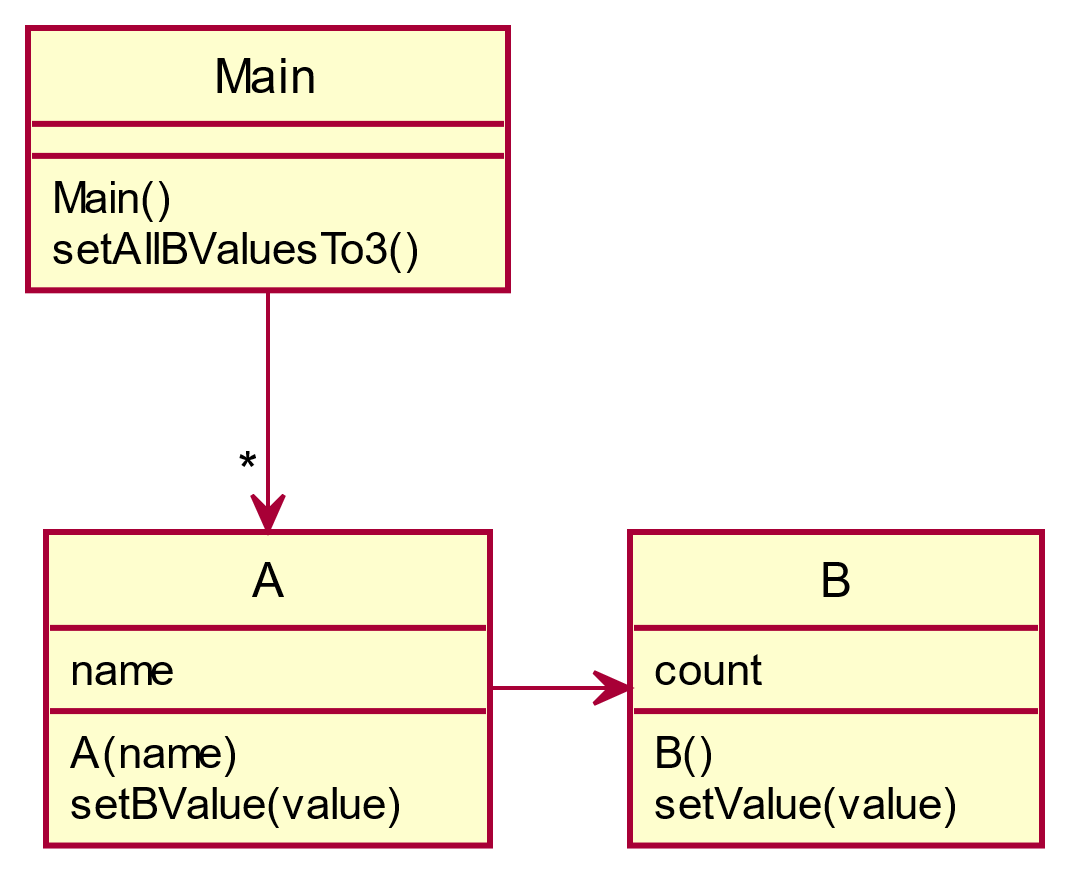 Main
Main()
setAllBValuesTo3()
*
A
name
A(name)
setBValue(value)
B
count
B()
setValue(value)